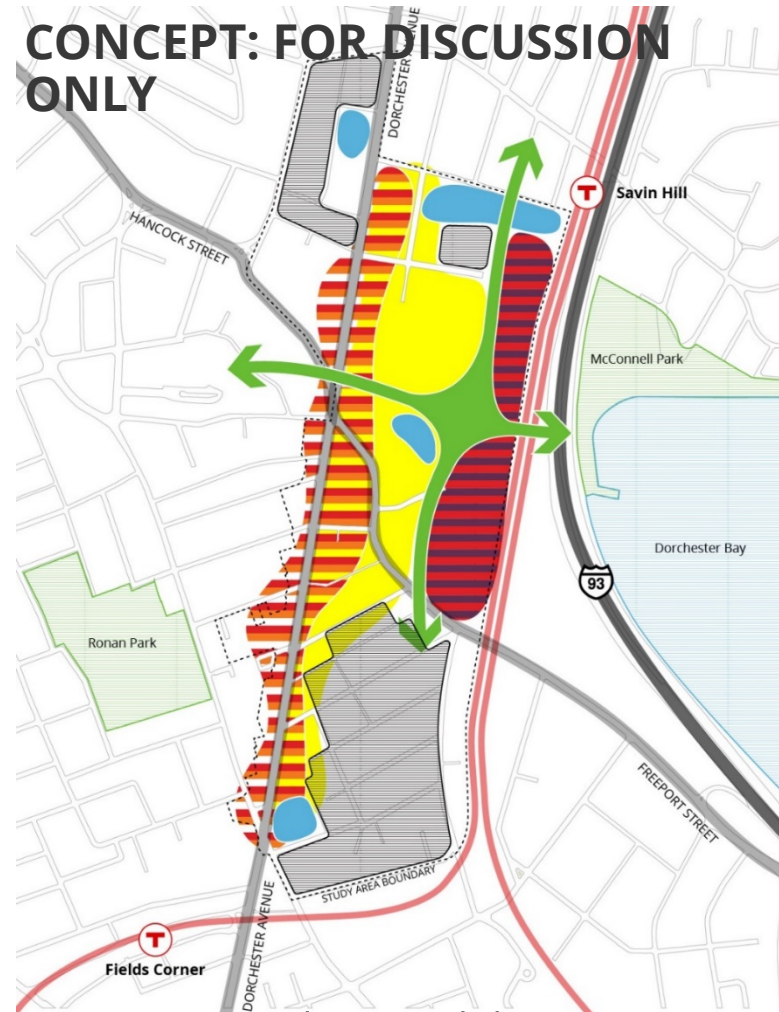 CONCEPT: FOR DISCUSSION
ONLY
DORCHESTER AVENUE
T
Savin Hill
HANCOCK STREET
McConnell Park
Dorchester Bay
93
Ronan Park
FREEPORT STREET
STUDY AREA BOUNDARY
T
Fields Corner
DORCHESTER AVENUE